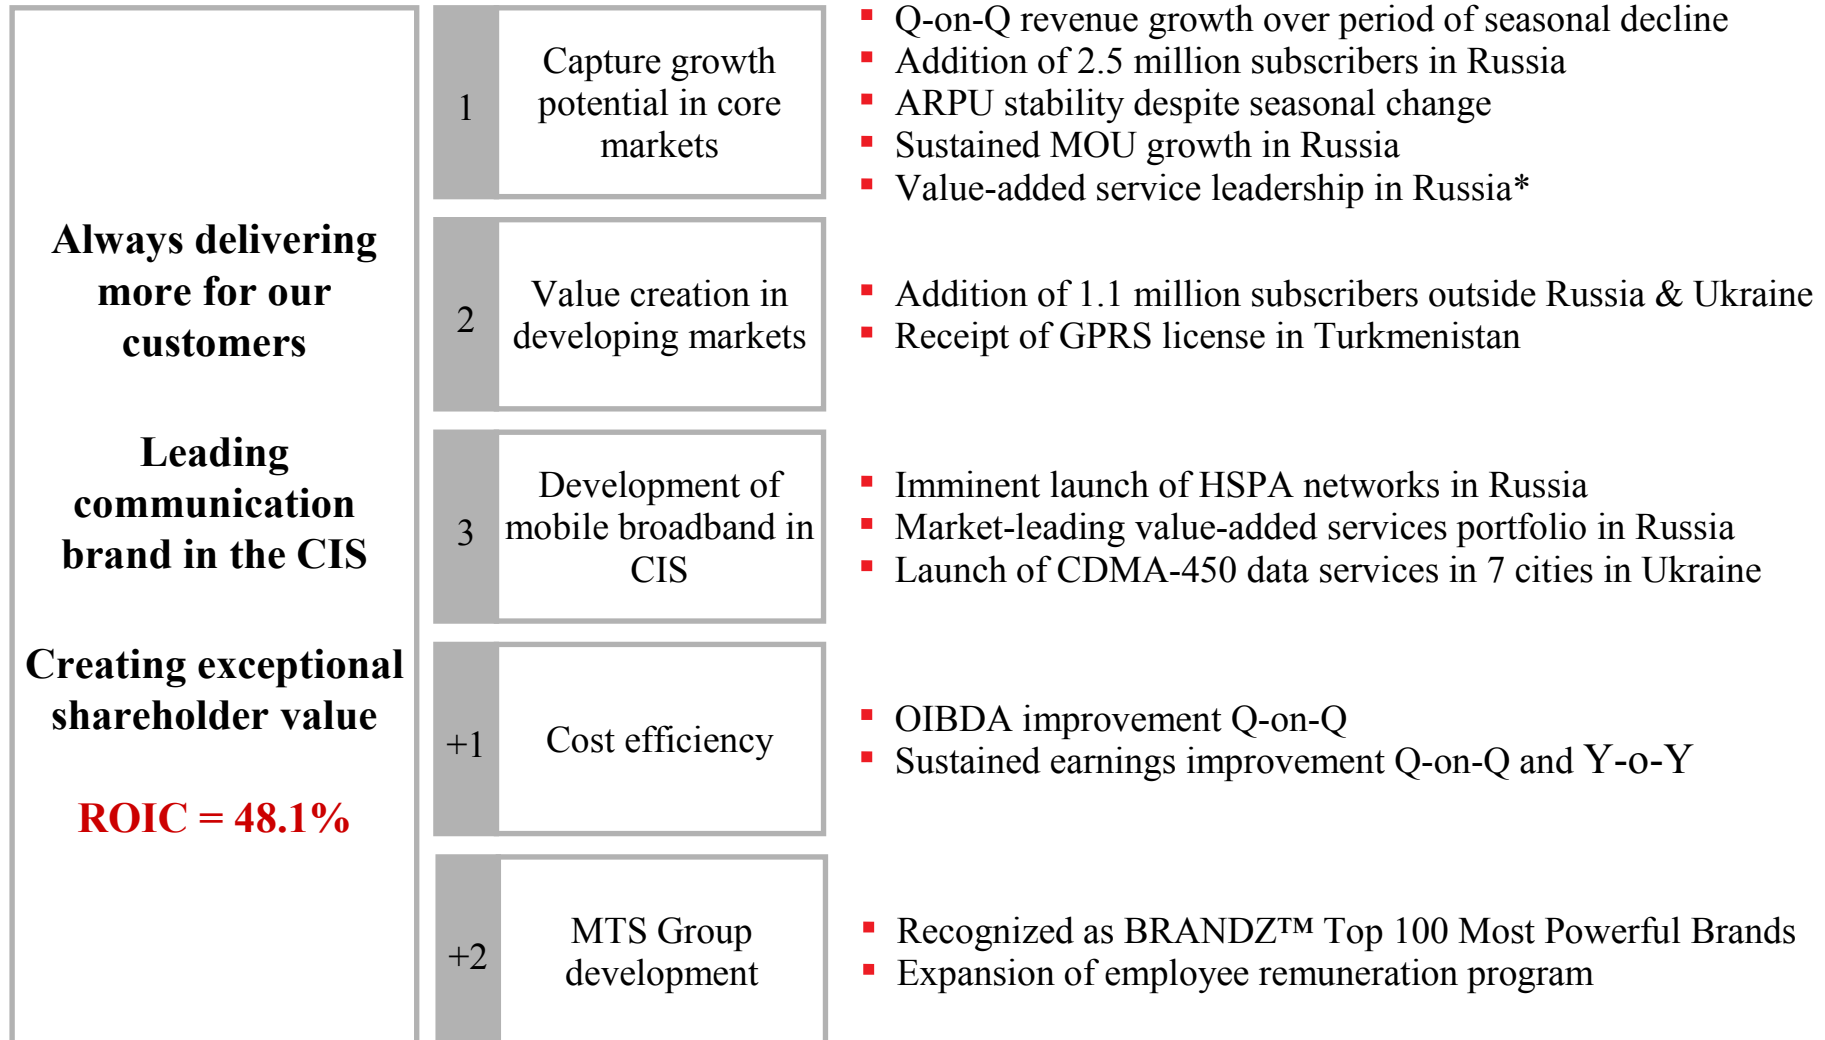 Always delivering
more for our
customers
Leading
communication
brand in the CIS
Creating exceptional
shareholder value
ROIC = 48.1%
1
Capture growth
potential in core
markets
▪ Q-on-Q revenue growth over period of seasonal decline
▪ Addition of 2.5 million subscribers in Russia
▪ ARPU stability despite seasonal change
▪ Sustained MOU growth in Russia
▪ Value-added service leadership in Russia*
2
Value creation in
developing markets
▪ Addition of 1.1 million subscribers outside Russia & Ukraine
▪ Receipt of GPRS license in Turkmenistan
3
Development of
mobile broadband in
CIS
▪ Imminent launch of HSPA networks in Russia
▪ Market-leading value-added services portfolio in Russia
▪ Launch of CDMA-450 data services in 7 cities in Ukraine
+1
Cost efficiency
▪ OIBDA improvement Q-on-Q
▪ Sustained earnings improvement Q-on-Q and Y-o-Y
+2
MTS Group
development
▪ Recognized as BRANDZ™ Top 100 Most Powerful Brands
▪ Expansion of employee remuneration program